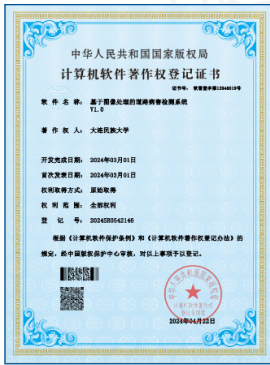 中华人民共和国国家版权局
计算机软件著作权登记证书
证书号: 软著登字第12946019号
软 件 名 称: 基于图像处理的道路病害检测系统
V1.0
著 作 权 人: 大连民族大学
开发完成日期: 2024年03月01日
首次发表日期: 2024年03月01日
权利取得方式: 原始取得
权 利 范 围: 全部权利
登 记 号: 2024SR0542146
根据《计算机软件保护条例》和《计算机软件著作权登记办法》的
规定，经中国版权保护中心审核，对以上事项予以登记。
2024年04月23日